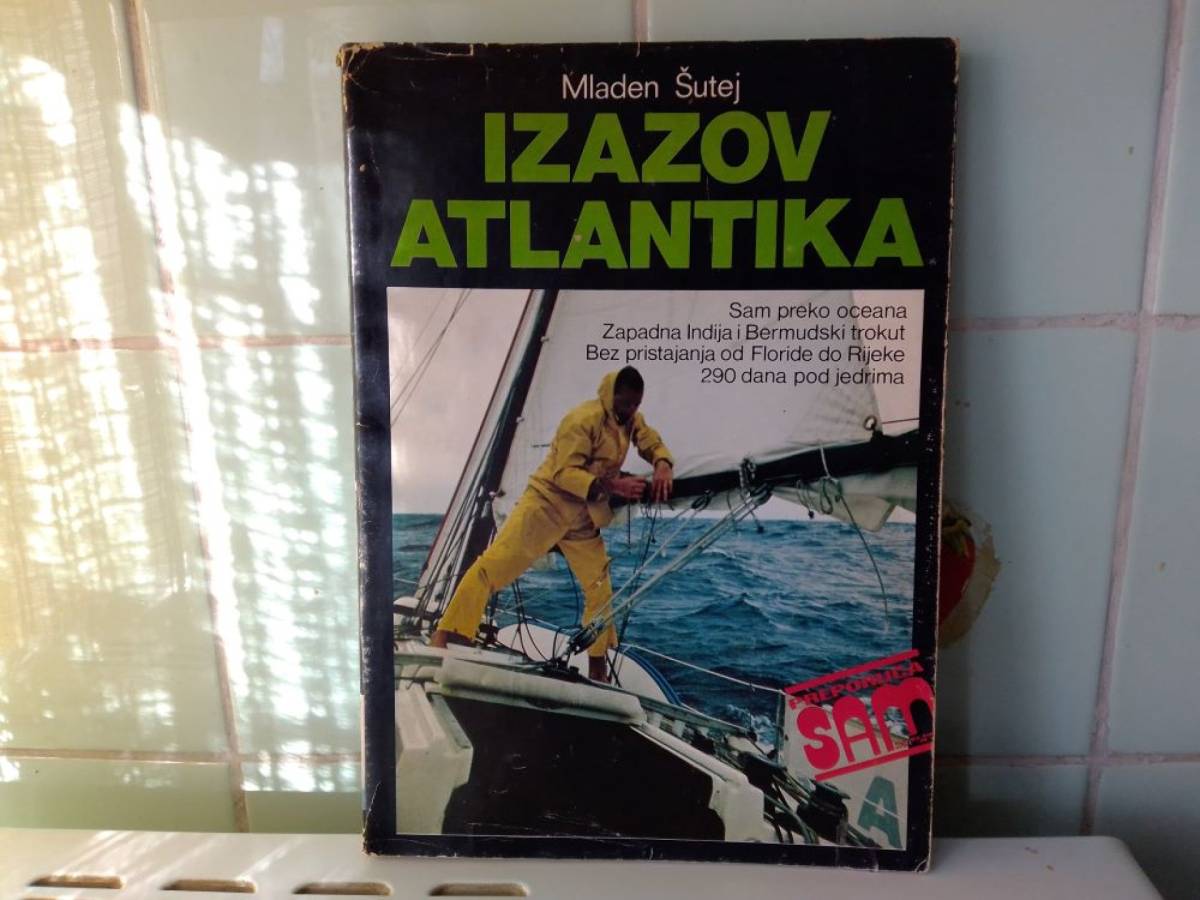 Mladen Šutej
IZAZOV
ATLANTIKA
Sam preko oceana
Zapadna Indija i Bermudski trokut
Bez pristajanja od Floride do Rijeke
290 dana pod jedrima
PREPORUČA
SAM
A